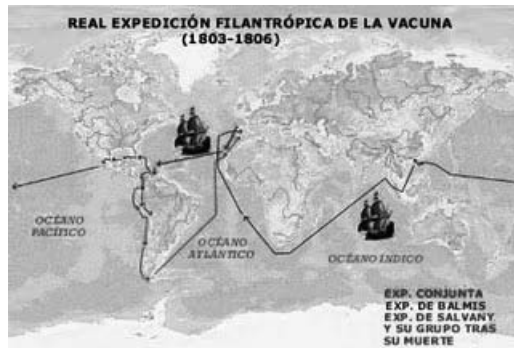 REAL EXPEDICIÓN FILANTRÓPICA DE LA VACUNA
(1803-1806)
OCÉANO
PACÍFICO
OCÉANO
ATLÁNTICO
OCÉANO ÍNDICO
EXP. CONJUNTA
EXP. DE BALMIS
EXP. DE SALVANY
Y SU GRUPO TRAS
SU MUERTE